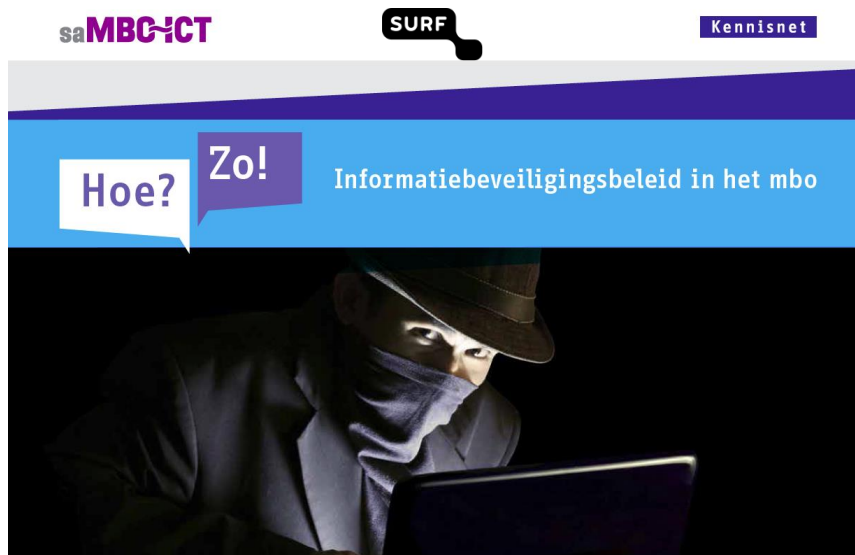 saMBO-ICT
SURF
Kennisnet
Hoe?
Zo!
Informatiebeveiligingsbeleid in het mbo